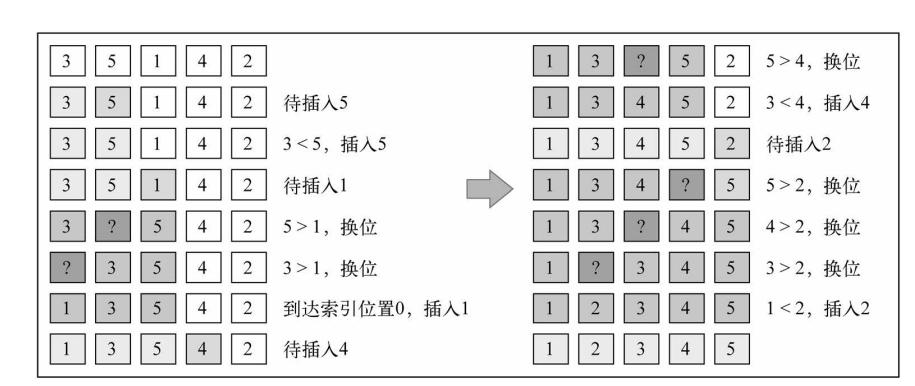 3 5 1 4 2
3 5 1 4 2 待插入5
3 5 1 4 2 3 < 5，插入5
3 5 1 4 2 待插入1
3 ? 5 4 2 5 > 1，换位
? 3 5 4 2 3 > 1，换位
1 3 5 4 2 到达索引位置0，插入1
1 3 5 4 2 待插入4
1 3 ? 5 2 5 > 4，换位
1 3 4 5 2 3 < 4，插入4
1 3 4 5 2 待插入2
1 3 4 ? 5 5 > 2，换位
1 3 ? 4 5 4 > 2，换位
1 ? 3 4 5 3 > 2，换位
1 2 3 4 5 1 < 2，插入2
1 2 3 4 5